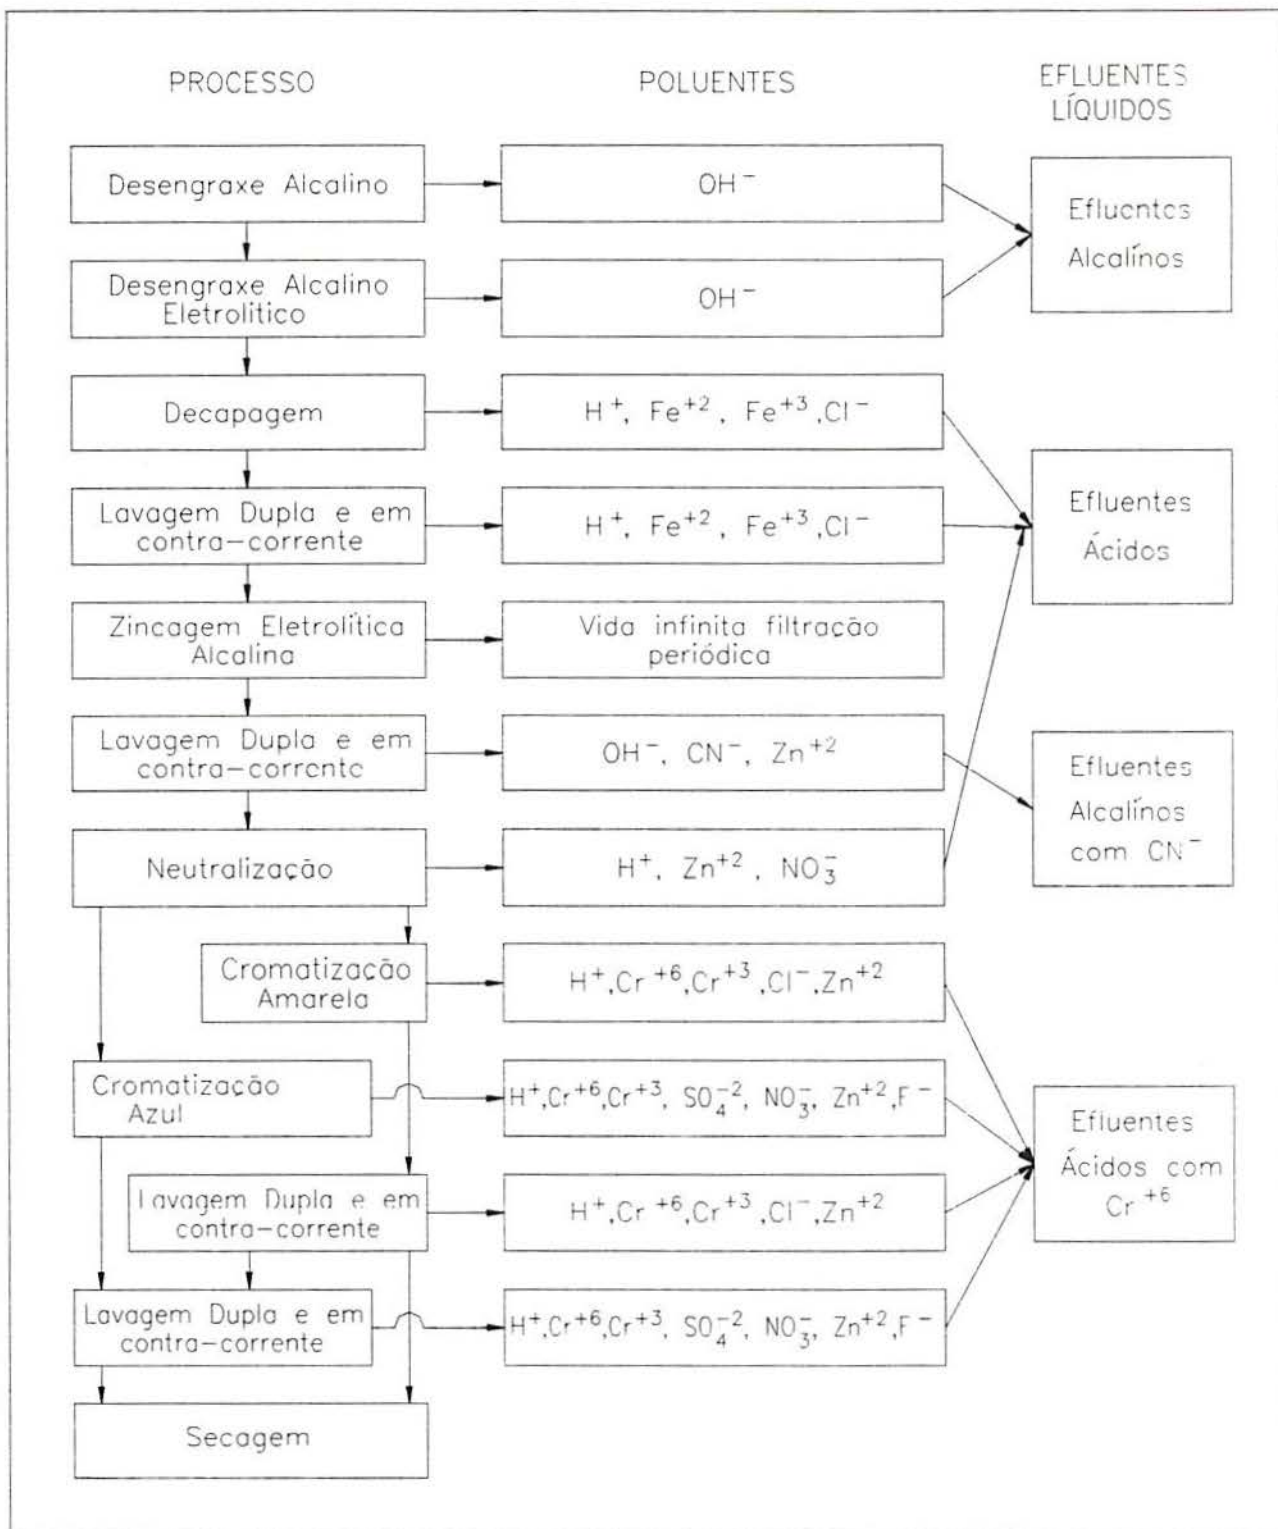 PROCESSO
POLUENTES
EFLUENTES
LÍQUIDOS
Desengraxe Alcalino
OH⁻
Efluentes
Alcalínos
Desengraxe Alcalino
Eletrolítico
OH⁻
Decapagem
H⁺, Fe⁺², Fe⁺³,Cl⁻
Efluentes
Ácidos
Lavagem Dupla e em
contra-corrente
H⁺, Fe⁺², Fe⁺³,Cl⁻
Zincagem Eletrolítica
Alcalina
Vida infinita filtração
periódica
Lavagem Dupla e em
contra-corrente
OH⁻, CN⁻, Zn⁺²
Efluentes
Alcalínos
com CN⁻
Neutralização
H⁺, Zn⁺², NO₃⁻
Cromatização
Amarela
H⁺,Cr⁺⁶,Cr⁺³,Cl⁻,Zn⁺²
Cromatização
Azul
H⁺,Cr⁺⁶,Cr⁺³, SO₄⁻², NO₃⁻, Zn⁺²,F⁻
Efluentes
Ácidos com
Cr⁺⁶
Lavagem Dupla e em
contra-corrente
H⁺,Cr⁺⁶,Cr⁺³,Cl⁻,Zn⁺²
Lavagem Dupla e em
contra-corrente
H⁺,Cr⁺⁶,Cr⁺³, SO₄⁻², NO₃⁻, Zn⁺²,F⁻
Secagem